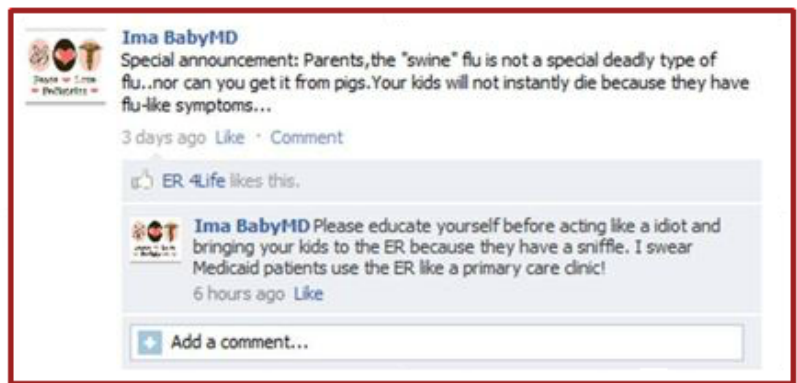 Ima BabyMD
Special announcement: Parents,the "swine" flu is not a special deadly type of
flu..nor can you get it from pigs.Your kids will not instantly die because they have
flu-like symptoms...
3 days ago Like · Comment
ER 4Life likes this.
Ima BabyMD Please educate yourself before acting like a idiot and
bringing your kids to the ER because they have a sniffle. I swear
Medicaid patients use the ER like a primary care clinic!
6 hours ago Like
Add a comment...
Peace Love
Pediatrics